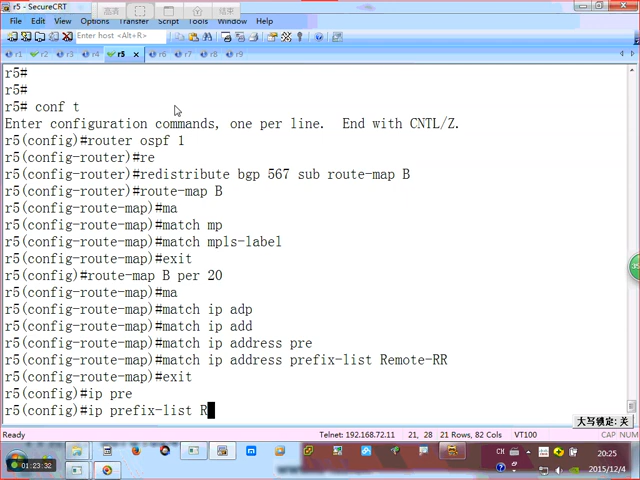 r5 - SecureCRT
高清
结束
File Edit View Options Transfer Script Tools Window Help
Enter host <Alt+R>
r1 r2 r3 r4 r5 r6 r7 r8 r9
r5#
r5#
r5# conf t
Enter configuration commands, one per line.  End with CNTL/Z.
r5(config)#router ospf 1
r5(config-router)#re
r5(config-router)#redistribute bgp 567 sub route-map B
r5(config-router)#route-map B
r5(config-route-map)#ma
r5(config-route-map)#match mp
r5(config-route-map)#match mpls-label
r5(config-route-map)#exit
r5(config)#route-map B per 20
r5(config-route-map)#ma
r5(config-route-map)#match ip adp
r5(config-route-map)#match ip add
r5(config-route-map)#match ip address pre
r5(config-route-map)#match ip address prefix-list Remote-RR
r5(config-route-map)#exit
r5(config)#ip pre
r5(config)#ip prefix-list R
大写锁定: 关
Ready
Telnet: 192.168.72.11 21, 28 21 Rows, 82 Cols VT100 CAP NUM
CH
20:25
01:23:32
2015/12/4